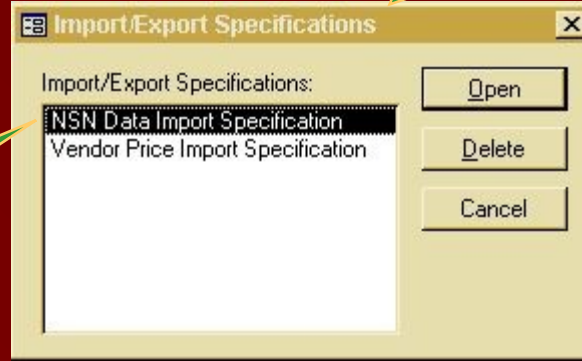 Import/Export Specifications
Import/Export Specifications:
NSN Data Import Specification
Vendor Price Import Specification
Open
Delete
Cancel